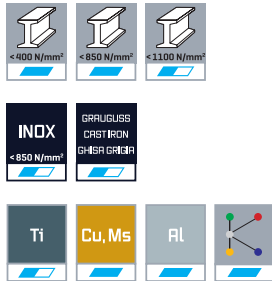 <400 N/mm²
<850 N/mm²
<1100 N/mm²
INOX
<850 N/mm²
GRAUGUSS
CAST IRON
GHISA GRIGIA
Ti
Cu, Ms
Al